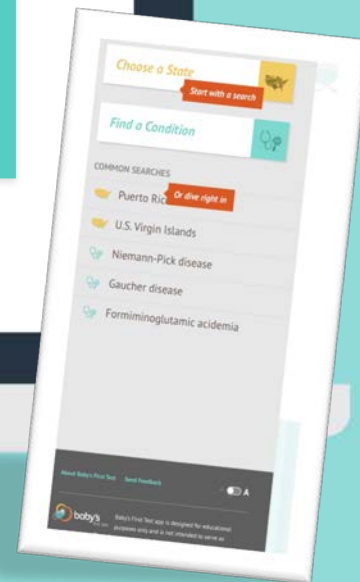 Choose a State
Start with a search
Find a Condition
COMMON SEARCHES
Puerto Ric
Or dive right in
U.S. Virgin Islands
Niemann-Pick disease
Gaucher disease
Formiminoglutamic acidemia
About Baby's First Test Send Feedback
A
baby's
Baby's First Test app is designed for educational
purposes only and is not intended to serve as